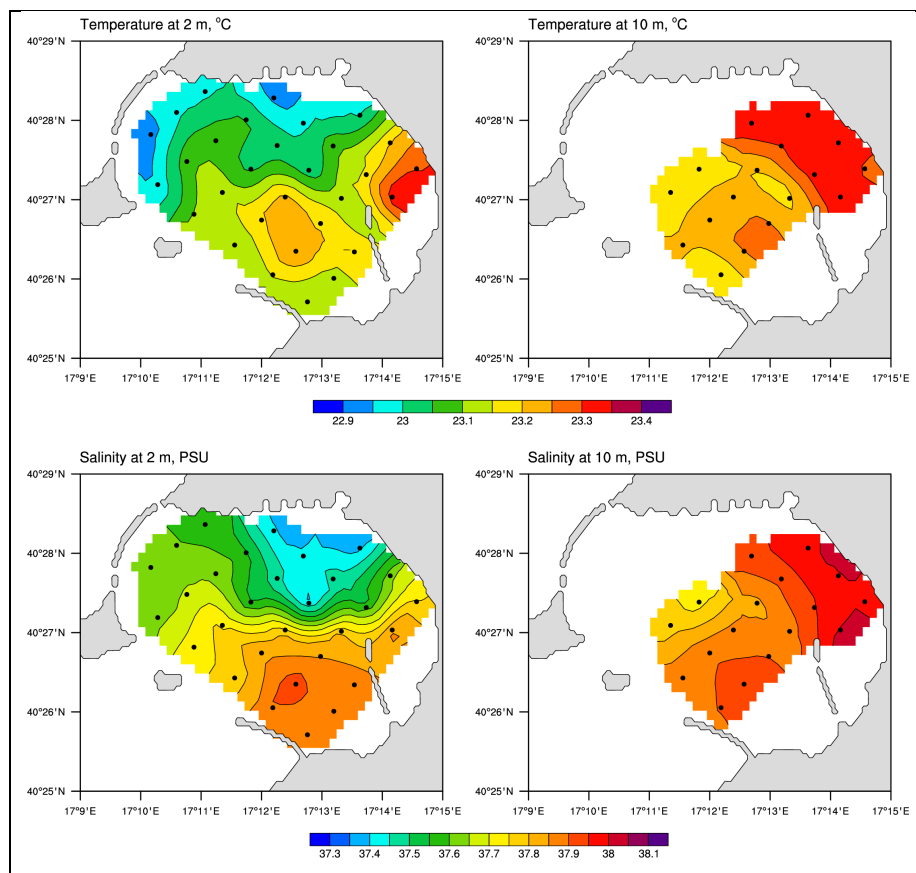 Temperature at 2 m, °C
Temperature at 10 m, °C
40°29'N
40°28'N
40°27'N
40°26'N
40°25'N
17°9'E 17°10'E 17°11'E 17°12'E 17°13'E 17°14'E 17°15'E
40°29'N
40°28'N
40°27'N
40°26'N
40°25'N
17°9'E 17°10'E 17°11'E 17°12'E 17°13'E 17°14'E 17°15'E
22.9 23 23.1 23.2 23.3 23.4
Salinity at 2 m, PSU
Salinity at 10 m, PSU
40°29'N
40°28'N
40°27'N
40°26'N
40°25'N
17°9'E 17°10'E 17°11'E 17°12'E 17°13'E 17°14'E 17°15'E
40°29'N
40°28'N
40°27'N
40°26'N
40°25'N
17°9'E 17°10'E 17°11'E 17°12'E 17°13'E 17°14'E 17°15'E
37.3 37.4 37.5 37.6 37.7 37.8 37.9 38 38.1